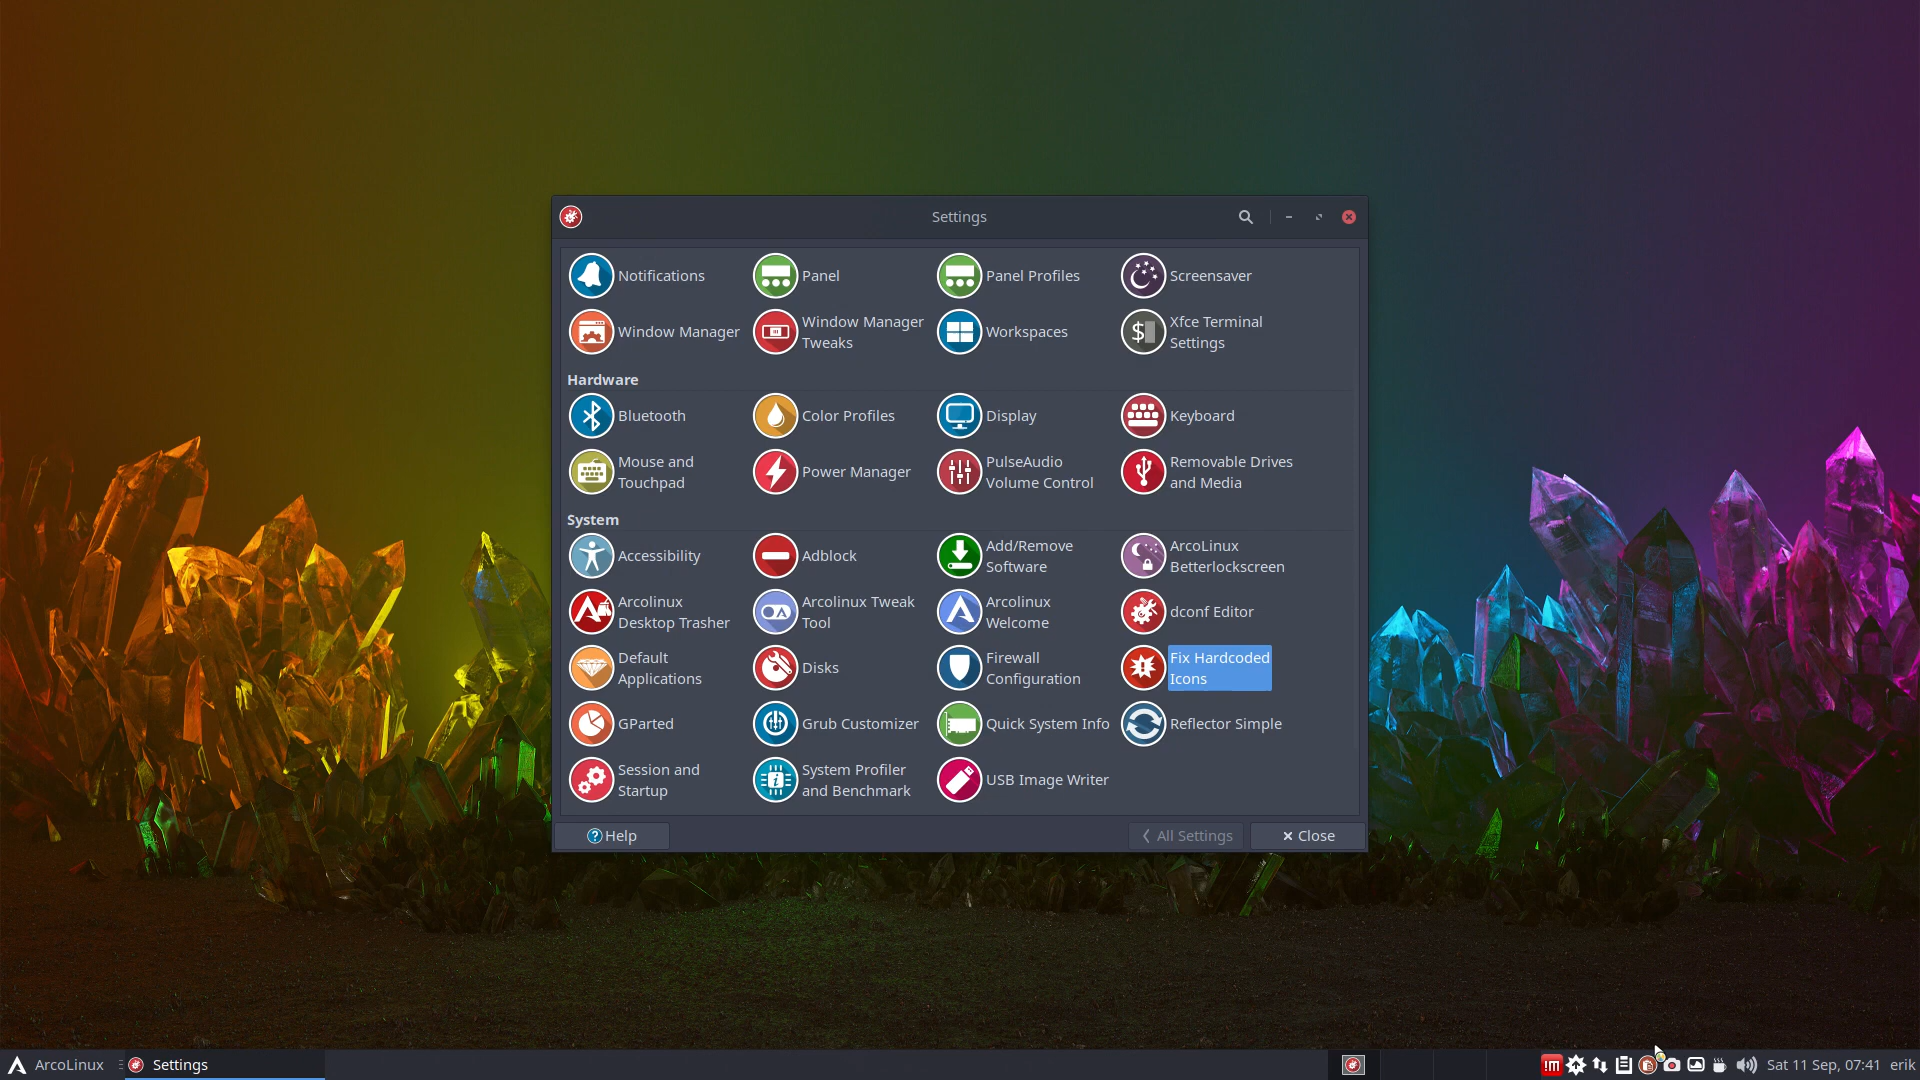 Settings
Notifications
Panel
Panel Profiles
Screensaver
Window Manager
Window Manager
Tweaks
Workspaces
Xfce Terminal
Settings
Hardware
Bluetooth
Color Profiles
Display
Keyboard
Mouse and
Touchpad
Power Manager
PulseAudio
Volume Control
Removable Drives
and Media
System
Accessibility
Adblock
Add/Remove
Software
ArcoLinux
Betterlockscreen
Arcolinux
Desktop Trasher
Arcolinux Tweak
Tool
Arcolinux
Welcome
dconf Editor
Default
Applications
Disks
Firewall
Configuration
Fix Hardcoded
Icons
GParted
Grub Customizer
Quick System Info
Reflector Simple
Session and
Startup
System Profiler
and Benchmark
USB Image Writer
Help
All Settings
Close
ArcoLinux
Settings
!m
Sat 11 Sep, 07:41
erik